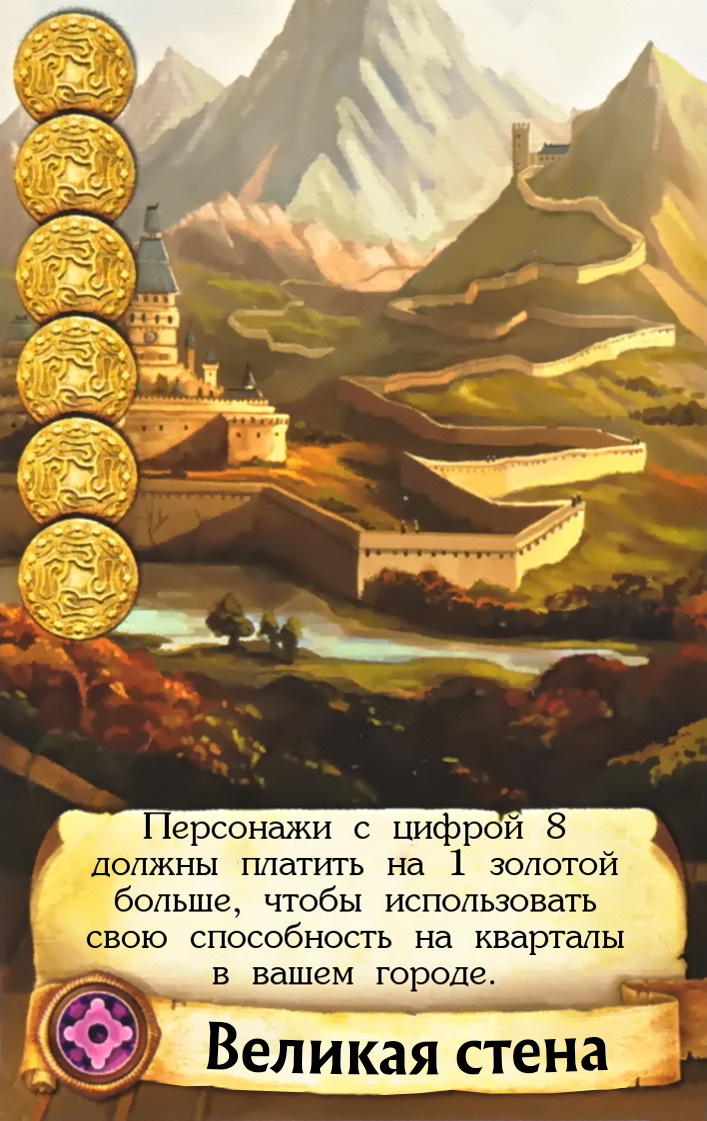 Персонажи с цифрой 8
должны платить на 1 золотой
больше, чтобы использовать
свою способность на кварталы
в вашем городе.
Великая стена